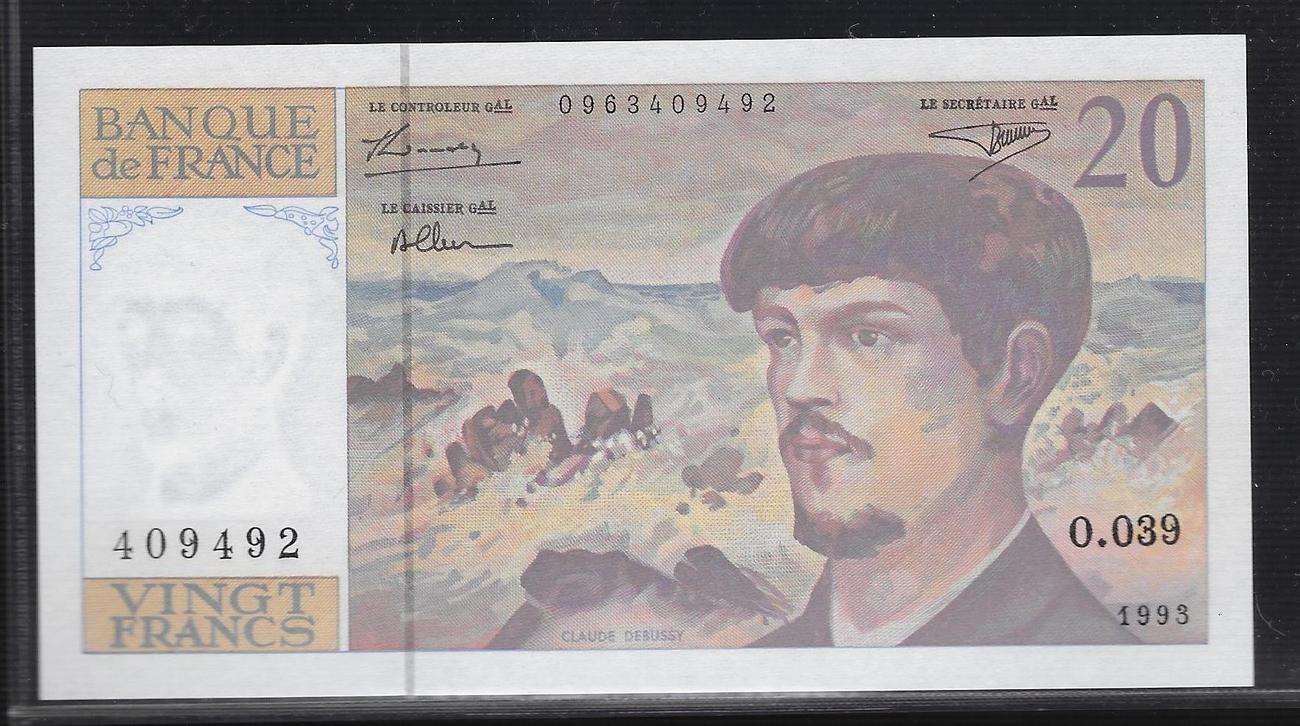 BANQUE
de FRANCE
LE CONTROLEUR GAL
0963409492
LE SECRÉTAIRE GAL
20
LE CAISSIER GAL
409492
O.039
VINGT
FRANCS
1993
CLAUDE DEBUSSY